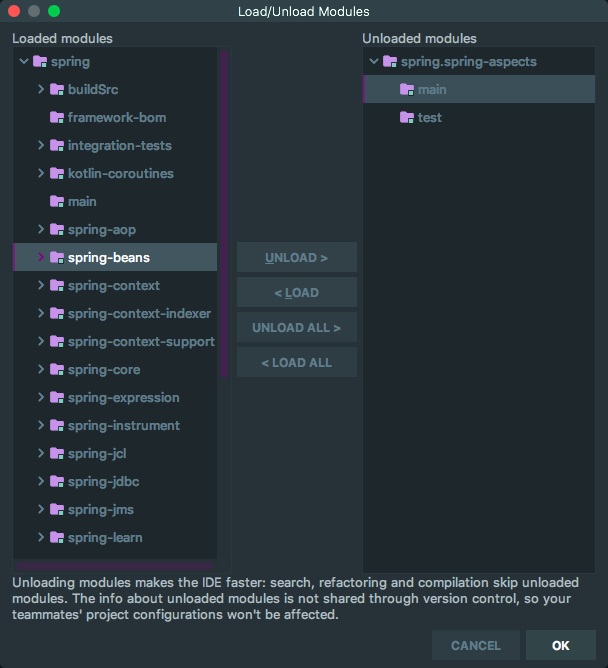 Load/Unload Modules
Loaded modules
spring
buildSrc
framework-bom
integration-tests
kotlin-coroutines
main
spring-aop
spring-beans
spring-context
spring-context-indexer
spring-context-support
spring-core
spring-expression
spring-instrument
spring-jcl
spring-jdbc
spring-jms
spring-learn
UNLOAD >
< LOAD
UNLOAD ALL >
< LOAD ALL
Unloaded modules
spring.spring-aspects
main
test
Unloading modules makes the IDE faster: search, refactoring and compilation skip unloaded
modules. The info about unloaded modules is not shared through version control, so your
teammates' project configurations won't be affected.
CANCEL
OK